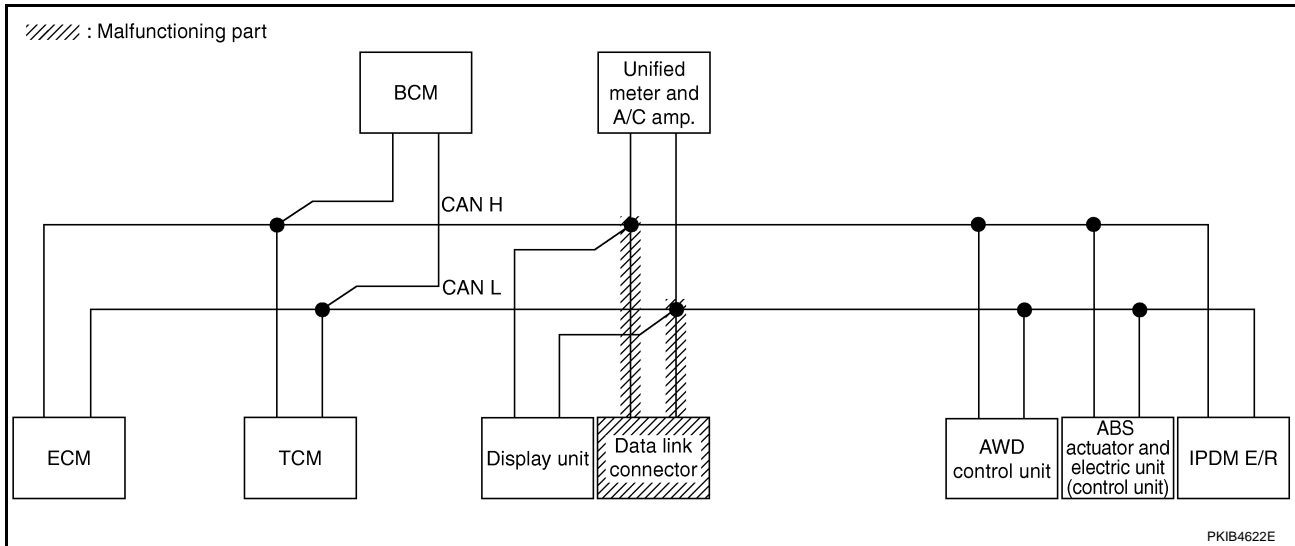 : Malfunctioning part
BCM
Unified
meter and
A/C amp.
CAN H
CAN L
ECM
TCM
Display unit
Data link
connector
AWD
control unit
ABS
actuator and
electric unit
(control unit)
IPDM E/R
PKIB4622E